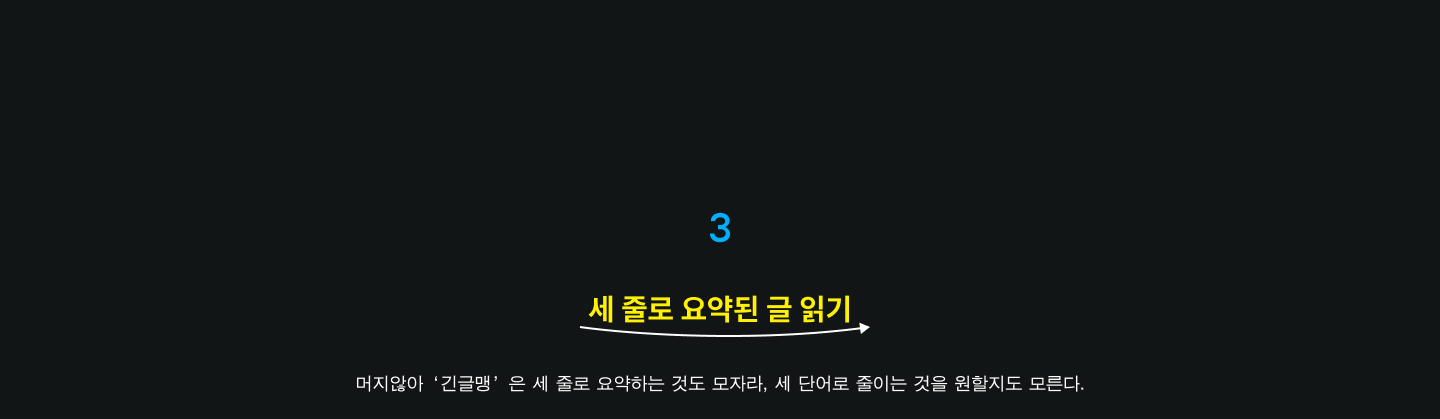 3
세 줄로 요약된 글 읽기
머지않아 ‘긴글맹’은 세 줄로 요약하는 것도 모자라, 세 단어로 줄이는 것을 원할지도 모른다.